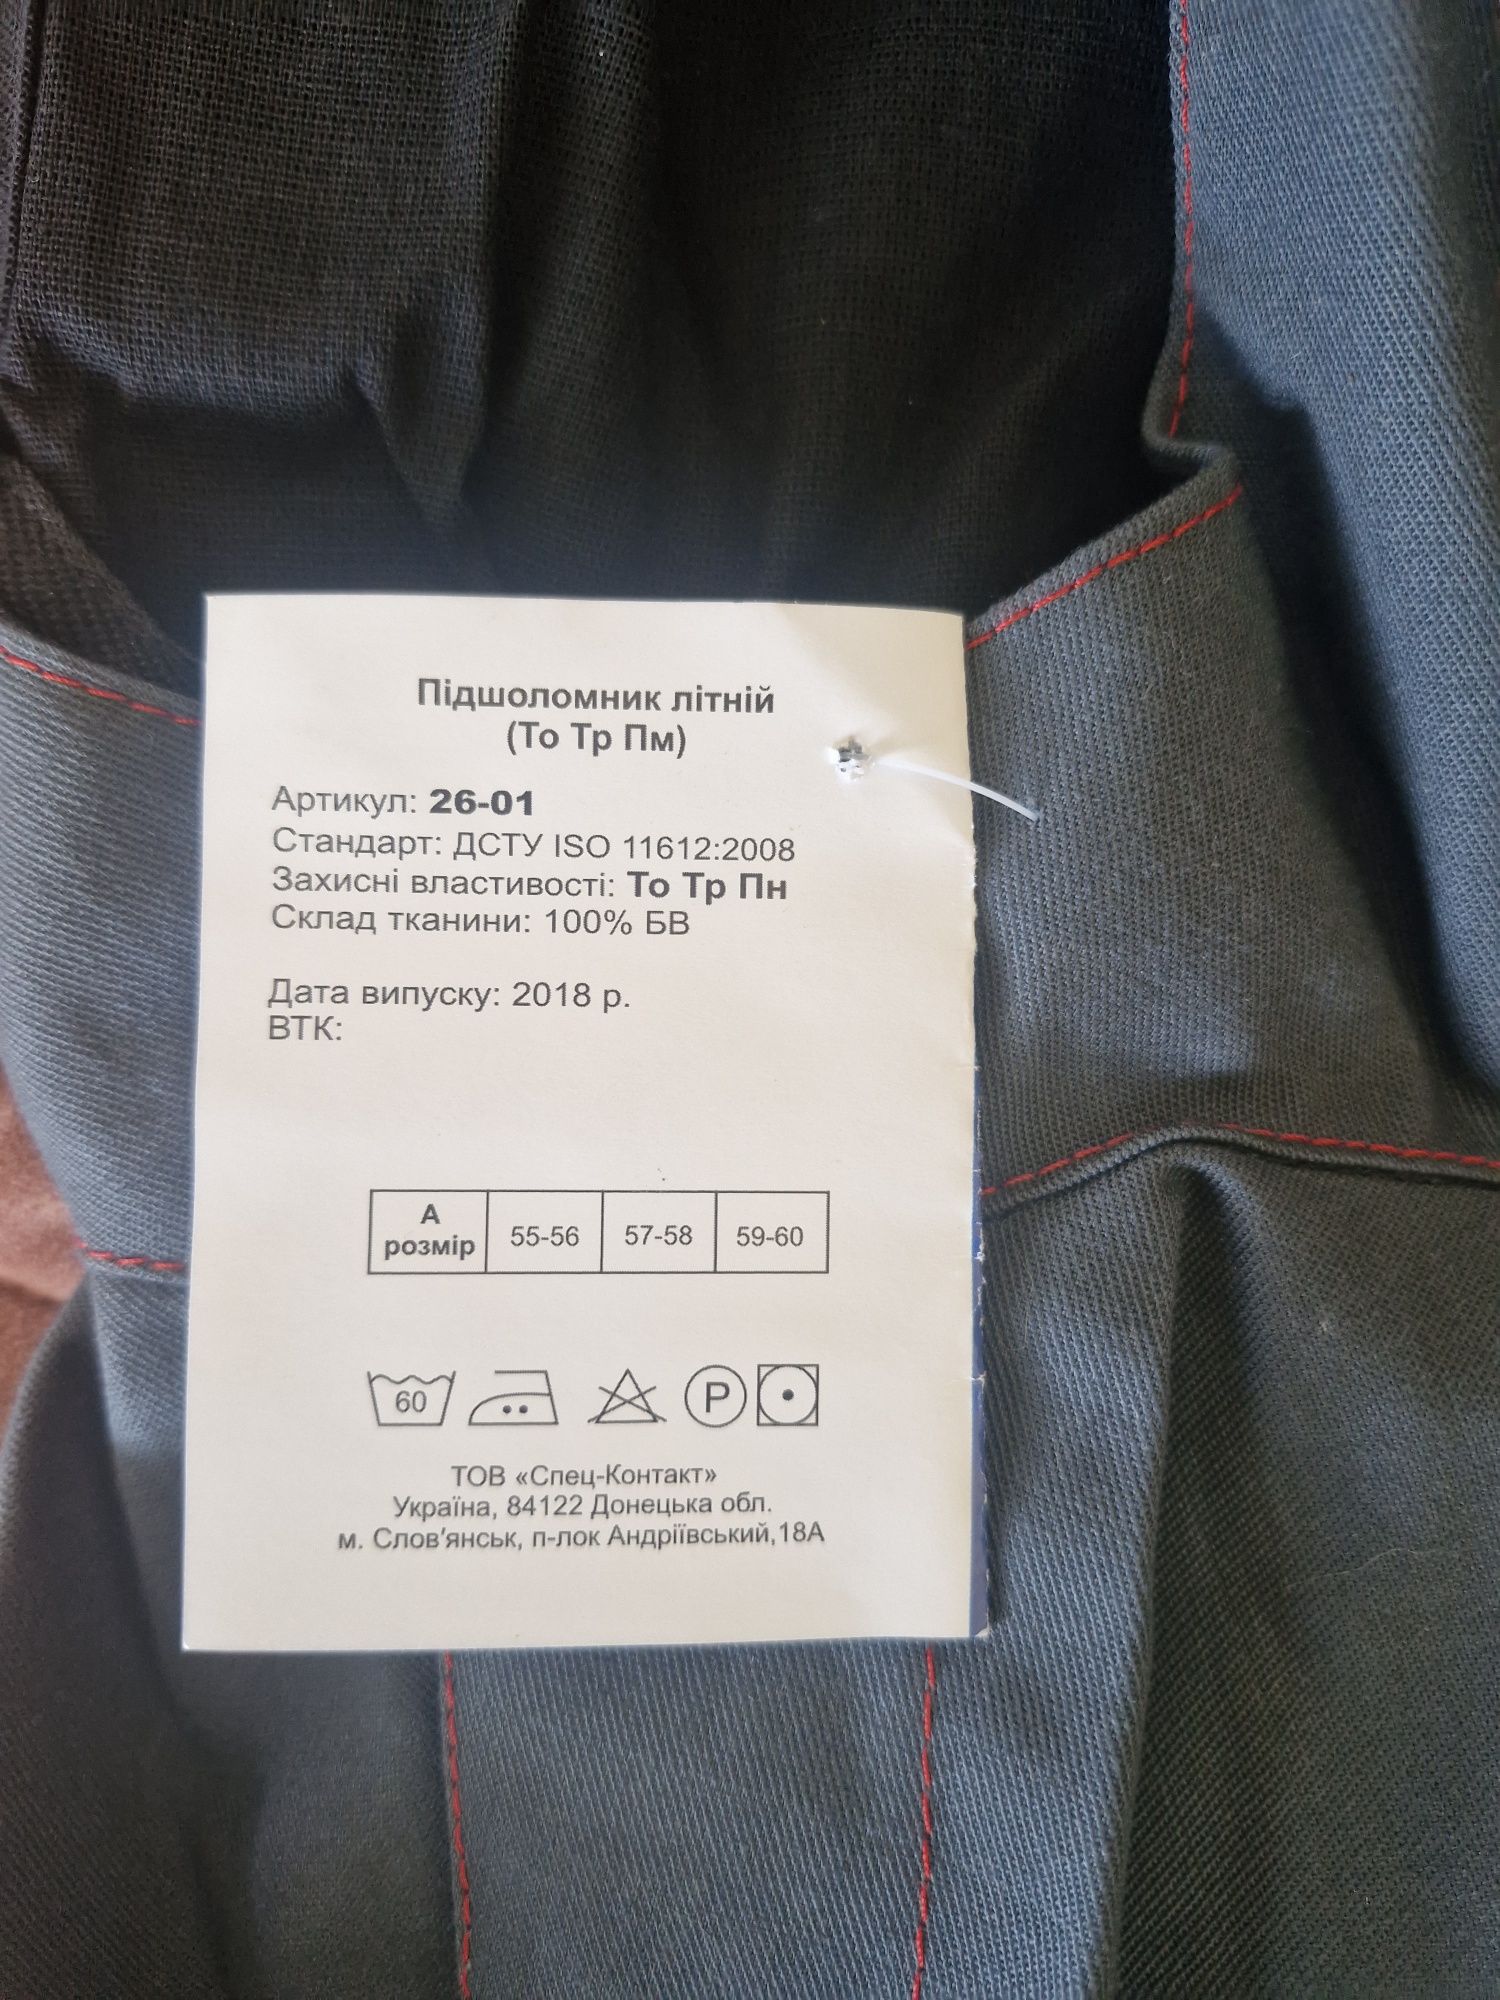 Підшоломник літній
(То Тр Пм)
Артикул: 26-01
Стандарт: ДСТУ ISO 11612:2008
Захисні властивості: То Тр Пн
Склад тканини: 100% БВ
Дата випуску: 2018 р.
ВТК:
А розмір 55-56 57-58 59-60
60 P
ТОВ «Спец-Контакт»
Україна, 84122 Донецька обл.
м. Слов'янськ, п-лок Андріївський,18А